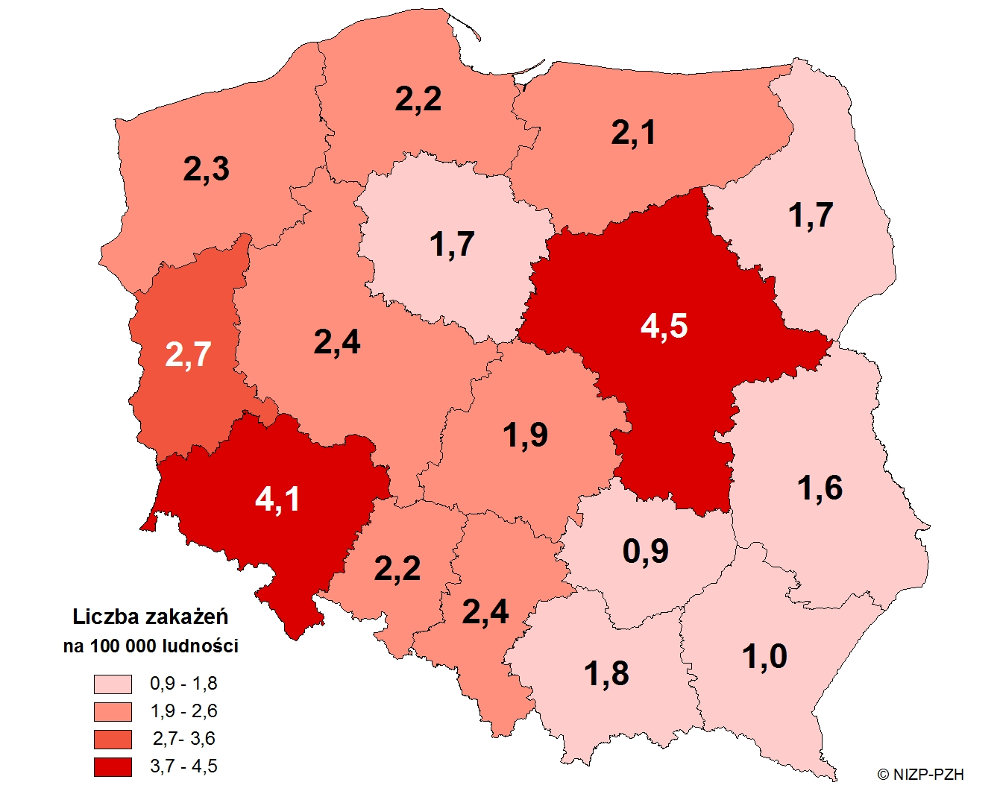 2,2
2,1
2,3
1,7
1,7
4,5
2,4
2,7
1,9
1,6
4,1
0,9
2,2
2,4
1,0
1,8
Liczba zakażeń
na 100 000 ludności
0,9 - 1,8
1,9 - 2,6
2,7- 3,6
3,7 - 4,5
© NIZP-PZH